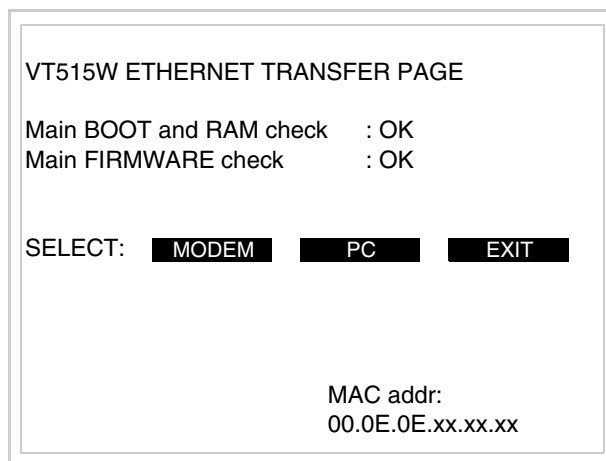 VT515W ETHERNET TRANSFER PAGE
Main BOOT and RAM check : OK
Main FIRMWARE check : OK
SELECT: MODEM PC EXIT
MAC addr:
00.0E.0E.xx.xx.xx